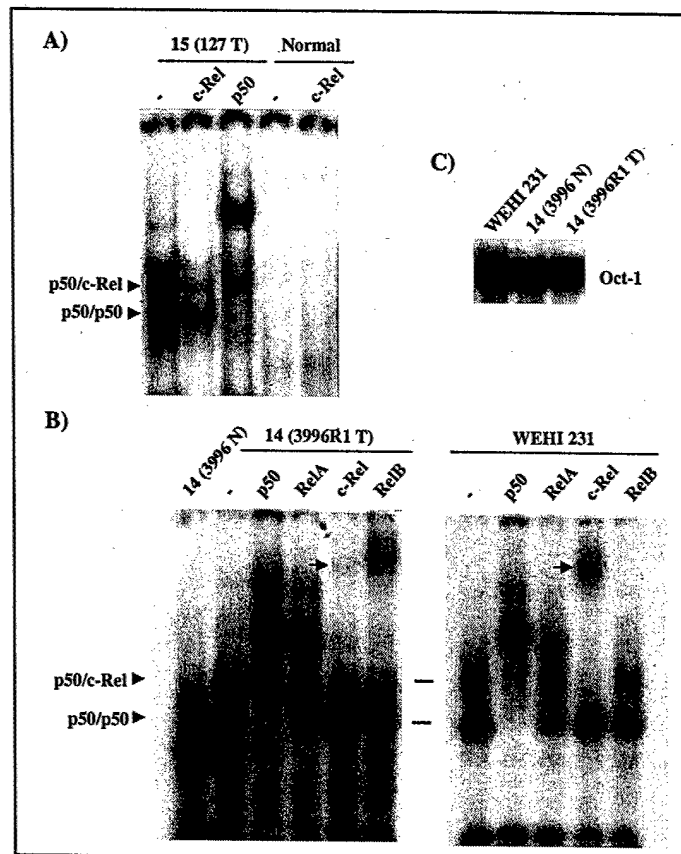 A)
15 (127 T) Normal
- c-Rel p50 - c-Rel
p50/c-Rel
p50/p50
C)
WEHI 231 14 (3996 N) 14 (3996R1 T)
Oct-1
B)
14 (3996R1 T) WEHI 231
14 (3996 N) - p50 RelA c-Rel RelB - p50 RelA c-Rel RelB
p50/c-Rel
p50/p50